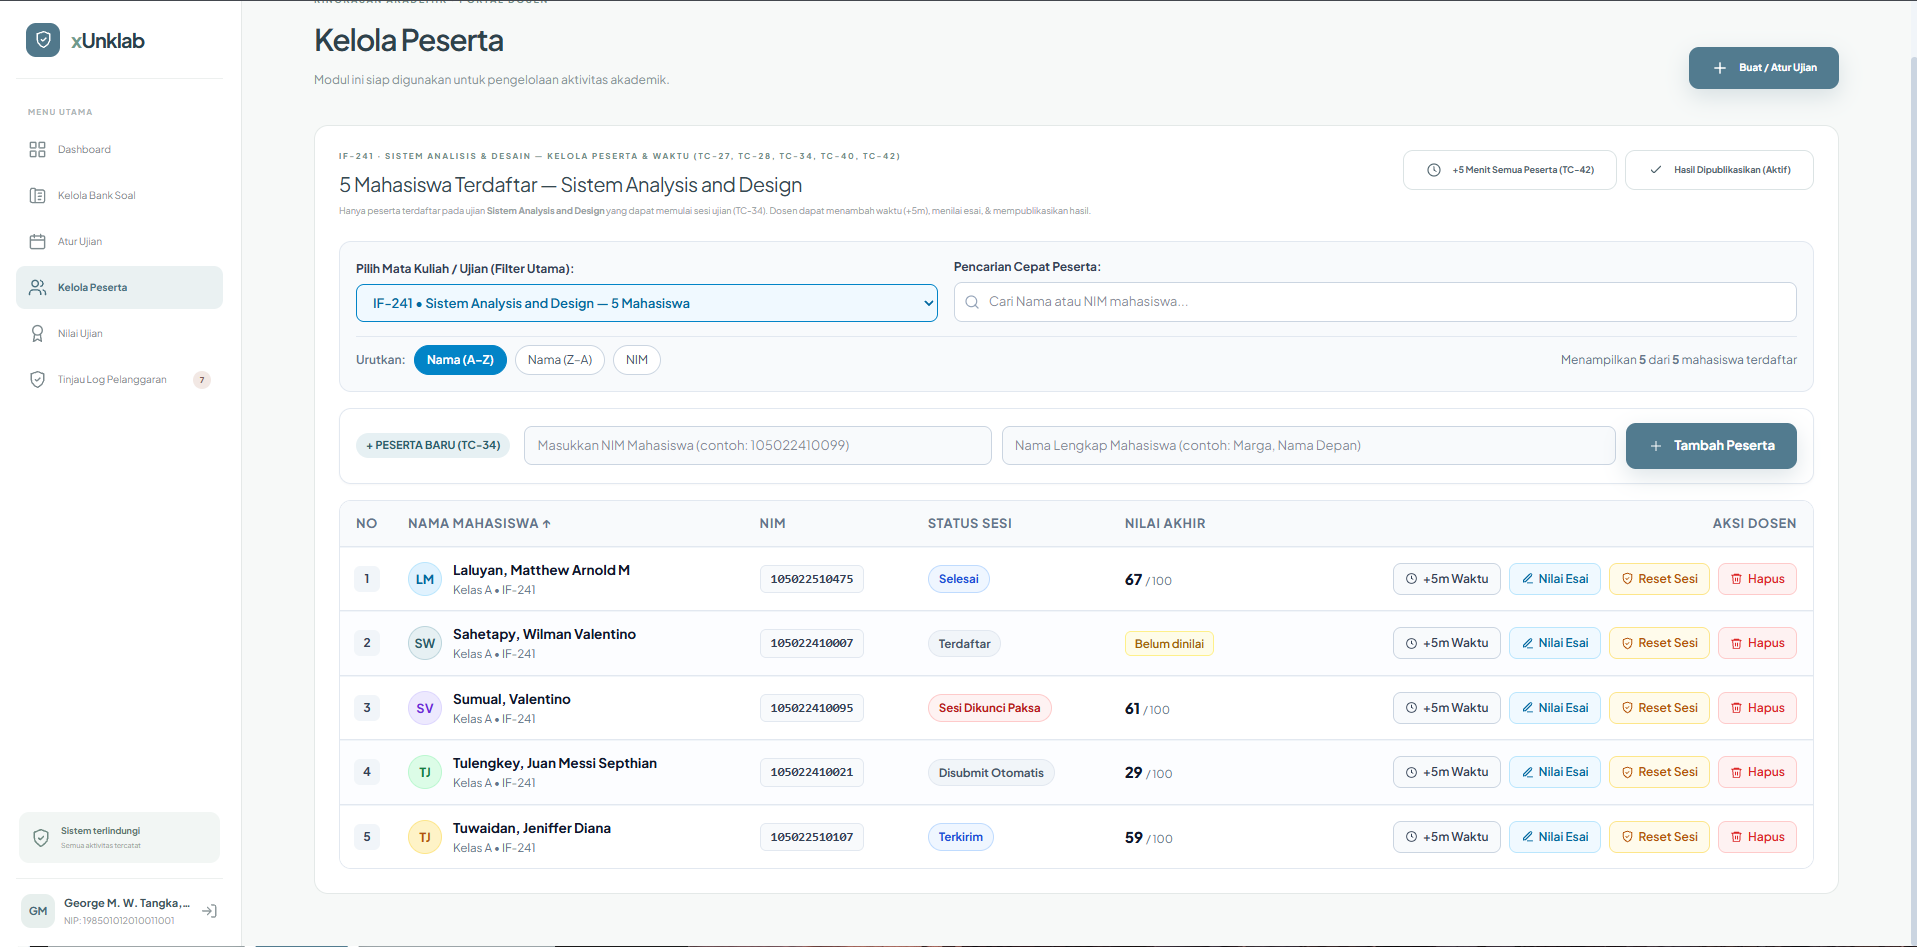 xUnklab
MENU UTAMA
Dashboard
Kelola Bank Soal
Atur Ujian
Kelola Peserta
Nilai Ujian
Tinjau Log Pelanggaran 7
Sistem terlindungi
Semua aktivitas tercatat
GM
George M. W. Tangka,...
NIP: 198501012010011001
Kelola Peserta
Modul ini siap digunakan untuk pengelolaan aktivitas akademik.
+ Buat / Atur Ujian
IF-241 · SISTEM ANALISIS & DESAIN — KELOLA PESERTA & WAKTU (TC-27, TC-28, TC-34, TC-40, TC-42)
5 Mahasiswa Terdaftar — Sistem Analysis and Design
Hanya peserta terdaftar pada ujian Sistem Analysis and Design yang dapat memulai sesi ujian (TC-34). Dosen dapat menambah waktu (+5m), menilai esai, & mempublikasikan hasil.
+5 Menit Semua Peserta (TC-42)
Hasil Dipublikasikan (Aktif)
Pilih Mata Kuliah / Ujian (Filter Utama):
IF-241 • Sistem Analysis and Design — 5 Mahasiswa
Pencarian Cepat Peserta:
Cari Nama atau NIM mahasiswa...
Urutkan: Nama (A-Z) Nama (Z-A) NIM
Menampilkan 5 dari 5 mahasiswa terdaftar
+ PESERTA BARU (TC-34)
Masukkan NIM Mahasiswa (contoh: 105022410099)
Nama Lengkap Mahasiswa (contoh: Marga, Nama Depan)
+ Tambah Peserta
NO NAMA MAHASISWA ↑ NIM STATUS SESI NILAI AKHIR AKSI DOSEN
1 LM Laluyan, Matthew Arnold M 105022510475 Selesai 67 / 100 +5m Waktu Nilai Esai Reset Sesi Hapus
Kelas A • IF-241
2 SW Sahetapy, Wilman Valentino 105022410007 Terdaftar Belum dinilai +5m Waktu Nilai Esai Reset Sesi Hapus
Kelas A • IF-241
3 SV Sumual, Valentino 105022410095 Sesi Dikunci Paksa 61 / 100 +5m Waktu Nilai Esai Reset Sesi Hapus
Kelas A • IF-241
4 TJ Tulengkey, Juan Messi Septhian 105022410021 Disubmit Otomatis 29 / 100 +5m Waktu Nilai Esai Reset Sesi Hapus
Kelas A • IF-241
5 TJ Tuwaidan, Jeniffer Diana 105022510107 Terkirim 59 / 100 +5m Waktu Nilai Esai Reset Sesi Hapus
Kelas A • IF-241